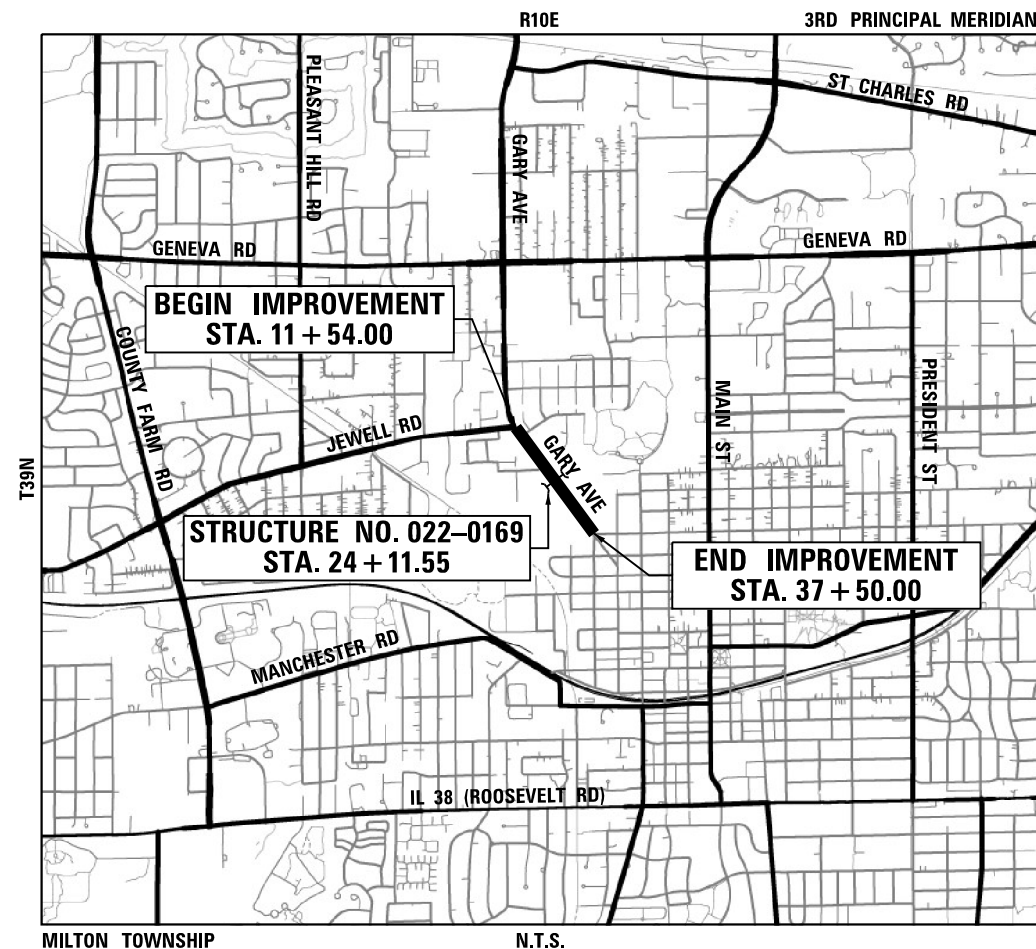 R10E
3RD PRINCIPAL MERIDIAN
ST CHARLES RD
PLEASANT HILL RD
GARY AVE
GENEVA RD
GENEVA RD
BEGIN IMPROVEMENT
STA. 11 + 54.00
COUNTY FARM RD
JEWELL RD
GARY AVE
MAIN ST
PRESIDENT ST
T39N
STRUCTURE NO. 022–0169
STA. 24 + 11.55
END IMPROVEMENT
STA. 37 + 50.00
MANCHESTER RD
IL 38 (ROOSEVELT RD)
MILTON TOWNSHIP
N.T.S.